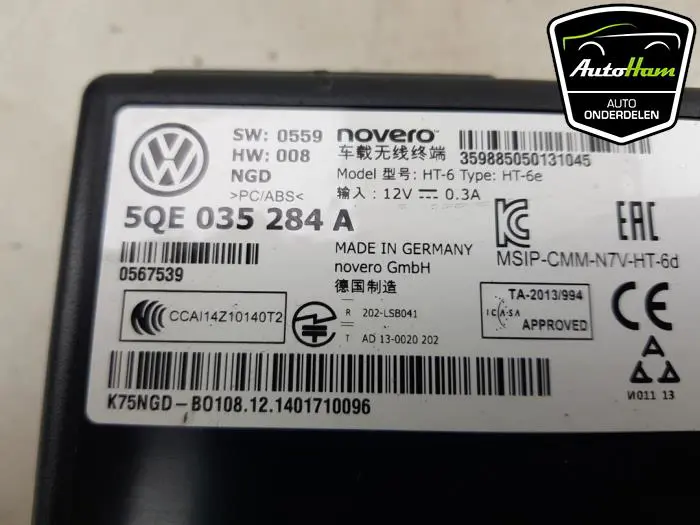 AutoHam
AUTO
ONDERDELEN
SW: 0559
HW: 008
NGD
>PC/ABS<
5QE 035 284 A
novero™
车载无线终端
359885050131045
Model 型号: HT-6 Type: HT-6e
输入: 12V 0.3A
MADE IN GERMANY
novero GmbH
德国制造
MSIP-CMM-N7V-HT-6d
0567539
CCAI14Z10140T2
R 202-LSB041
T AD 13-0020 202
TA-2013/994
ICASA
APPROVED
CE
EAC
A
И011 13
K75NGD-B0108.12.1401710096